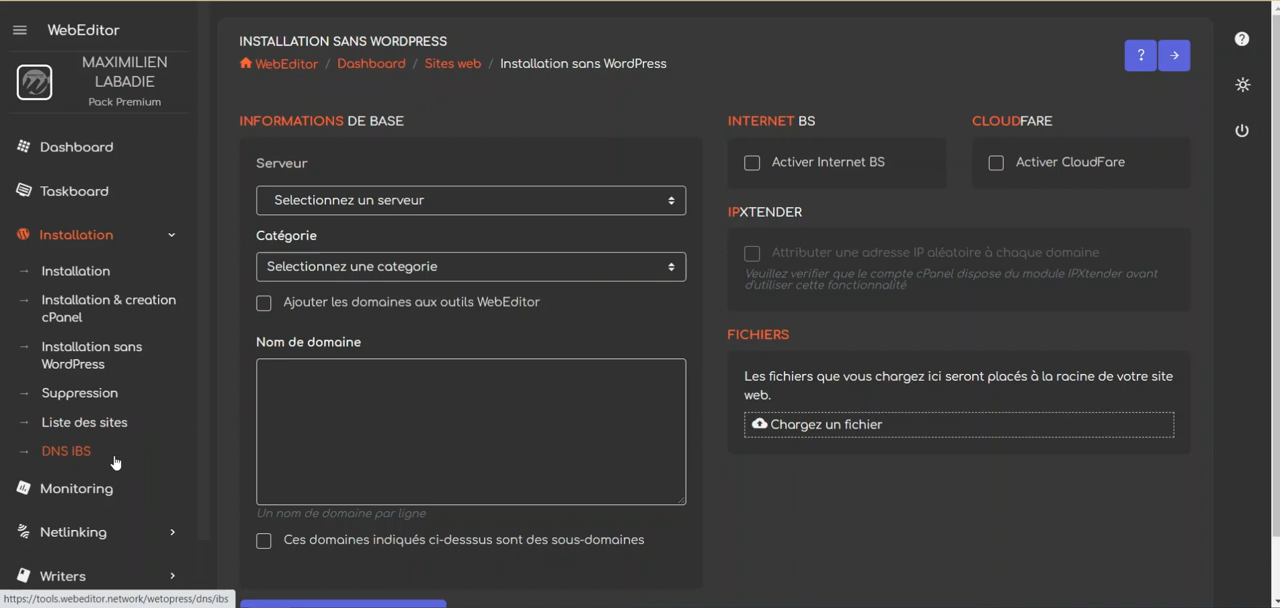 WebEditor
MAXIMILIEN
LABADIE
Pack Premium
Dashboard
Taskboard
Installation
→ Installation
→ Installation & creation
cPanel
→ Installation sans
WordPress
→ Suppression
→ Liste des sites
→ DNS IBS
Monitoring
Netlinking
Writers
https://tools.webeditor.network/wetopress/dns/ibs
INSTALLATION SANS WORDPRESS
WebEditor / Dashboard / Sites web / Installation sans WordPress
? →
INFORMATIONS DE BASE
Serveur
Selectionnez un serveur
Catégorie
Selectionnez une categorie
Ajouter les domaines aux outils WebEditor
Nom de domaine
Un nom de domaine par ligne
Ces domaines indiqués ci-desssus sont des sous-domaines
INTERNET BS
Activer Internet BS
CLOUDFARE
Activer CloudFare
IPXTENDER
Attribuer une adresse IP aléatoire à chaque domaine
Veuillez verifier que le compte cPanel dispose du module IPXtender avant
d'utiliser cette fonctionnalité
FICHIERS
Les fichiers que vous chargez ici seront placés à la racine de votre site
web.
Chargez un fichier
?